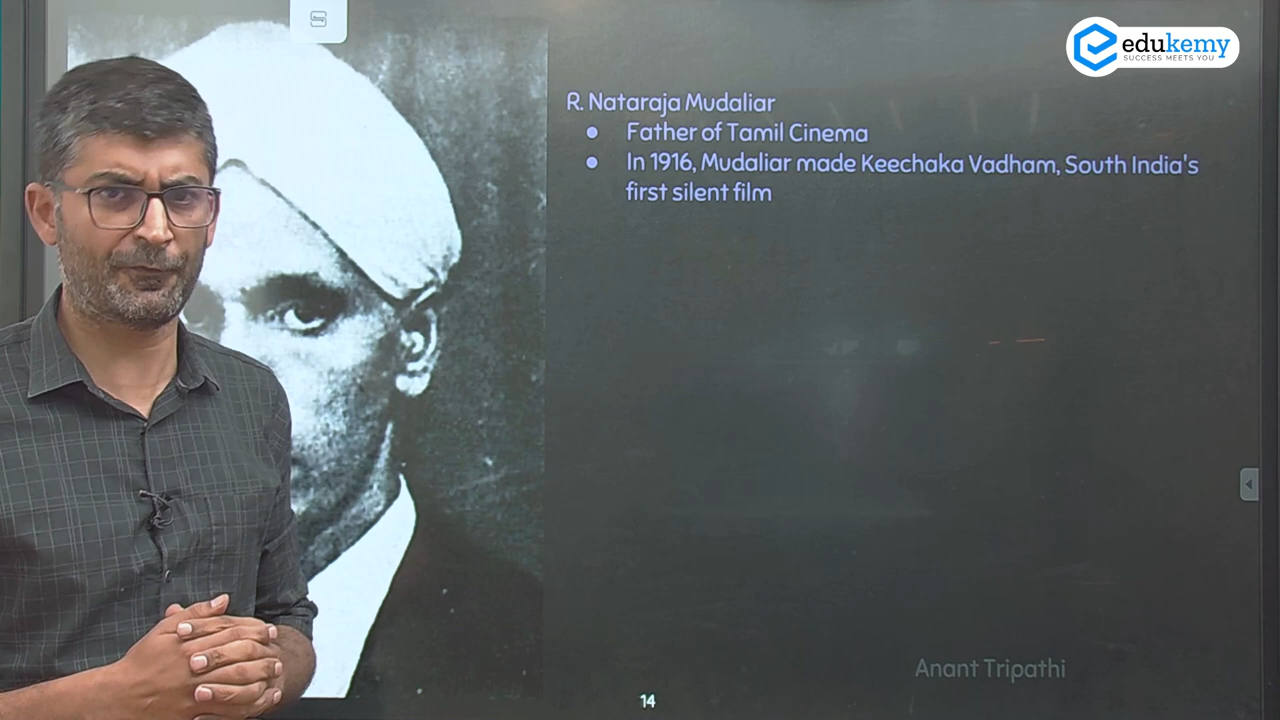 edukemy
SUCCESS MEETS YOU
R. Nataraja Mudaliar
● Father of Tamil Cinema
● In 1916, Mudaliar made Keechaka Vadham, South India's
first silent film
Anant Tripathi
14